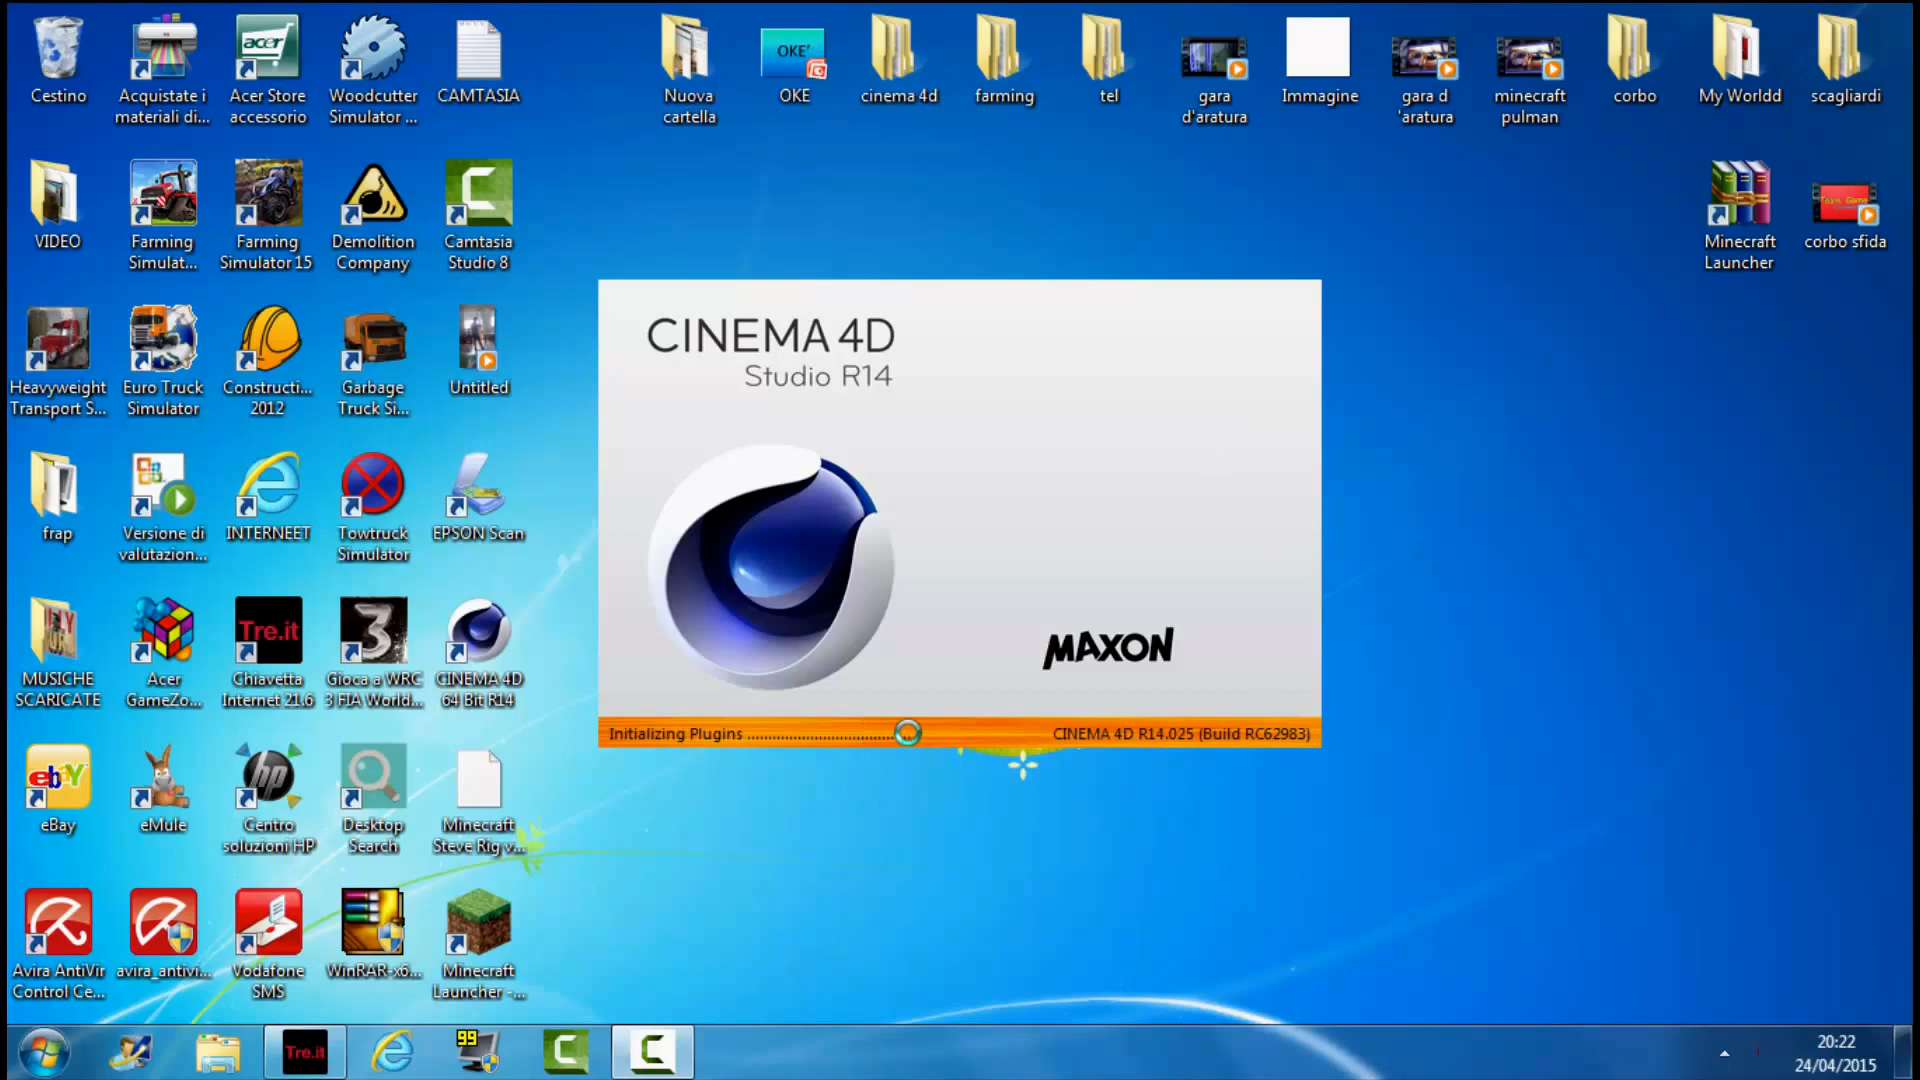 Cestino
Acquistate i
materiali di...
acer
Acer Store
accessorio
Woodcutter
Simulator ...
CAMTASIA
Nuova
cartella
OKE'
OKE
cinema 4d
farming
tel
gara
d'aratura
Immagine
gara d
'aratura
minecraft
pulman
corbo
My Worldd
scagliardi
VIDEO
Farming
Simulat...
Farming
Simulator 15
Demolition
Company
Camtasia
Studio 8
Minecraft
Launcher
corbo sfida
Heavyweight
Transport S...
Euro Truck
Simulator
Constructi...
2012
Garbage
Truck Si...
Untitled
CINEMA 4D
Studio R14
MAXON
Initializing Plugins
CINEMA 4D R14.025 (Build RC62983)
frap
Versione di
valutazion...
INTERNEET
Towtruck
Simulator
EPSON Scan
MUSICHE
SCARICATE
Acer
GameZo...
Tre.it
Chiavetta
Internet 21.6
3
Gioca a WRC
3 FIA World...
CINEMA 4D
64 Bit R14
ebay
eBay
eMule
hp
Centro
soluzioni HP
Desktop
Search
Minecraft
Steve Rig v...
Avira AntiVir
Control Ce...
avira_antivi...
Vodafone
SMS
WinRAR-x6...
Minecraft
Launcher -...
Tre.it
99
20:22
24/04/2015